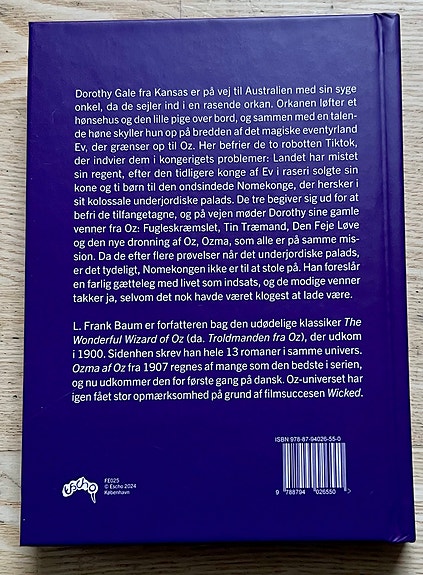 Dorothy Gale fra Kansas er på vej til Australien med sin syge
onkel, da de sejler ind i en rasende orkan. Orkanen løfter et
hønsehus og den lille pige over bord, og sammen med en talen-
de høne skyller hun op på bredden af det magiske eventyrland
Ev, der grænser op til Oz. Her befrier de to robotten Tiktok,
der indvier dem i kongerigets problemer: Landet har mistet
sin regent, efter den tidligere konge af Ev i raseri solgte sin
kone og ti børn til den ondsindede Nomekonge, der hersker i
sit kolossale underjordiske palads. De tre begiver sig ud for at
befri de tilfangetagne, og på vejen møder Dorothy sine gamle
venner fra Oz: Fugleskræmslet, Tin Træmand, Den Feje Løve
og den nye dronning af Oz, Ozma, som alle er på samme mis-
sion. Da de efter flere prøvelser når det underjordiske palads,
er det tydeligt, Nomekongen ikke er til at stole på. Han foreslår
en farlig gætteleg med livet som indsats, og de modige venner
takker ja, selvom det nok havde været klogest at lade være.
L. Frank Baum er forfatteren bag den udødelige klassiker The
Wonderful Wizard of Oz (da. Troldmanden fra Oz), der udkom
i 1900. Sidenhen skrev han hele 13 romaner i samme univers.
Ozma af Oz fra 1907 regnes af mange som den bedste i serien,
og nu udkommer den for første gang på dansk. Oz-universet har
igen fået stor opmærksomhed på grund af filmsuccesen Wicked.
ISBN 978-87-94026-55-0
escho
FE025
© Escho 2024
København
9 788794 026550 >